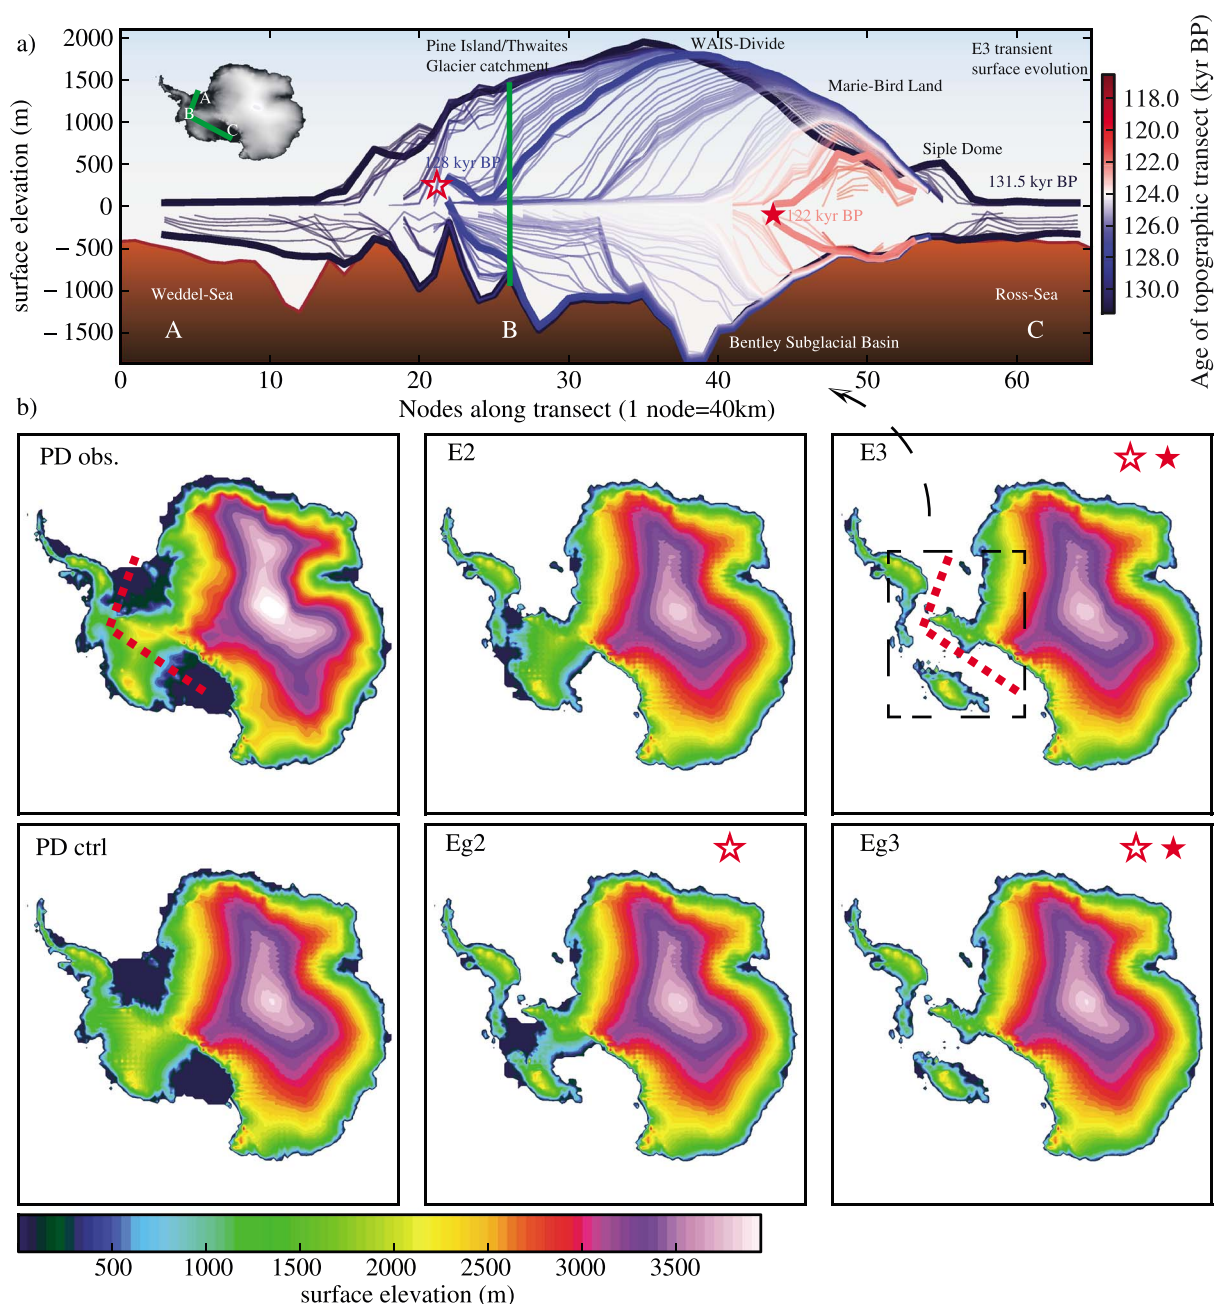 a)
2000
1500
1000
500
0
− 500
− 1000
− 1500
surface elevation (m)
Pine Island/Thwaites
Glacier catchment
WAIS-Divide
E3 transient
surface evolution
Marie-Bird Land
Siple Dome
131.5 kyr BP
128 kyr BP
122 kyr BP
A
B
C
Weddel-Sea
Ross-Sea
Bentley Subglacial Basin
A
B
C
0 10 20 30 40 50 60
Nodes along transect (1 node=40km)
118.0
120.0
122.0
124.0
126.0
128.0
130.0
Age of topographic transect (kyr BP)
b)
PD obs.
E2
E3
PD ctrl
Eg2
Eg3
500 1000 1500 2000 2500 3000 3500
surface elevation (m)